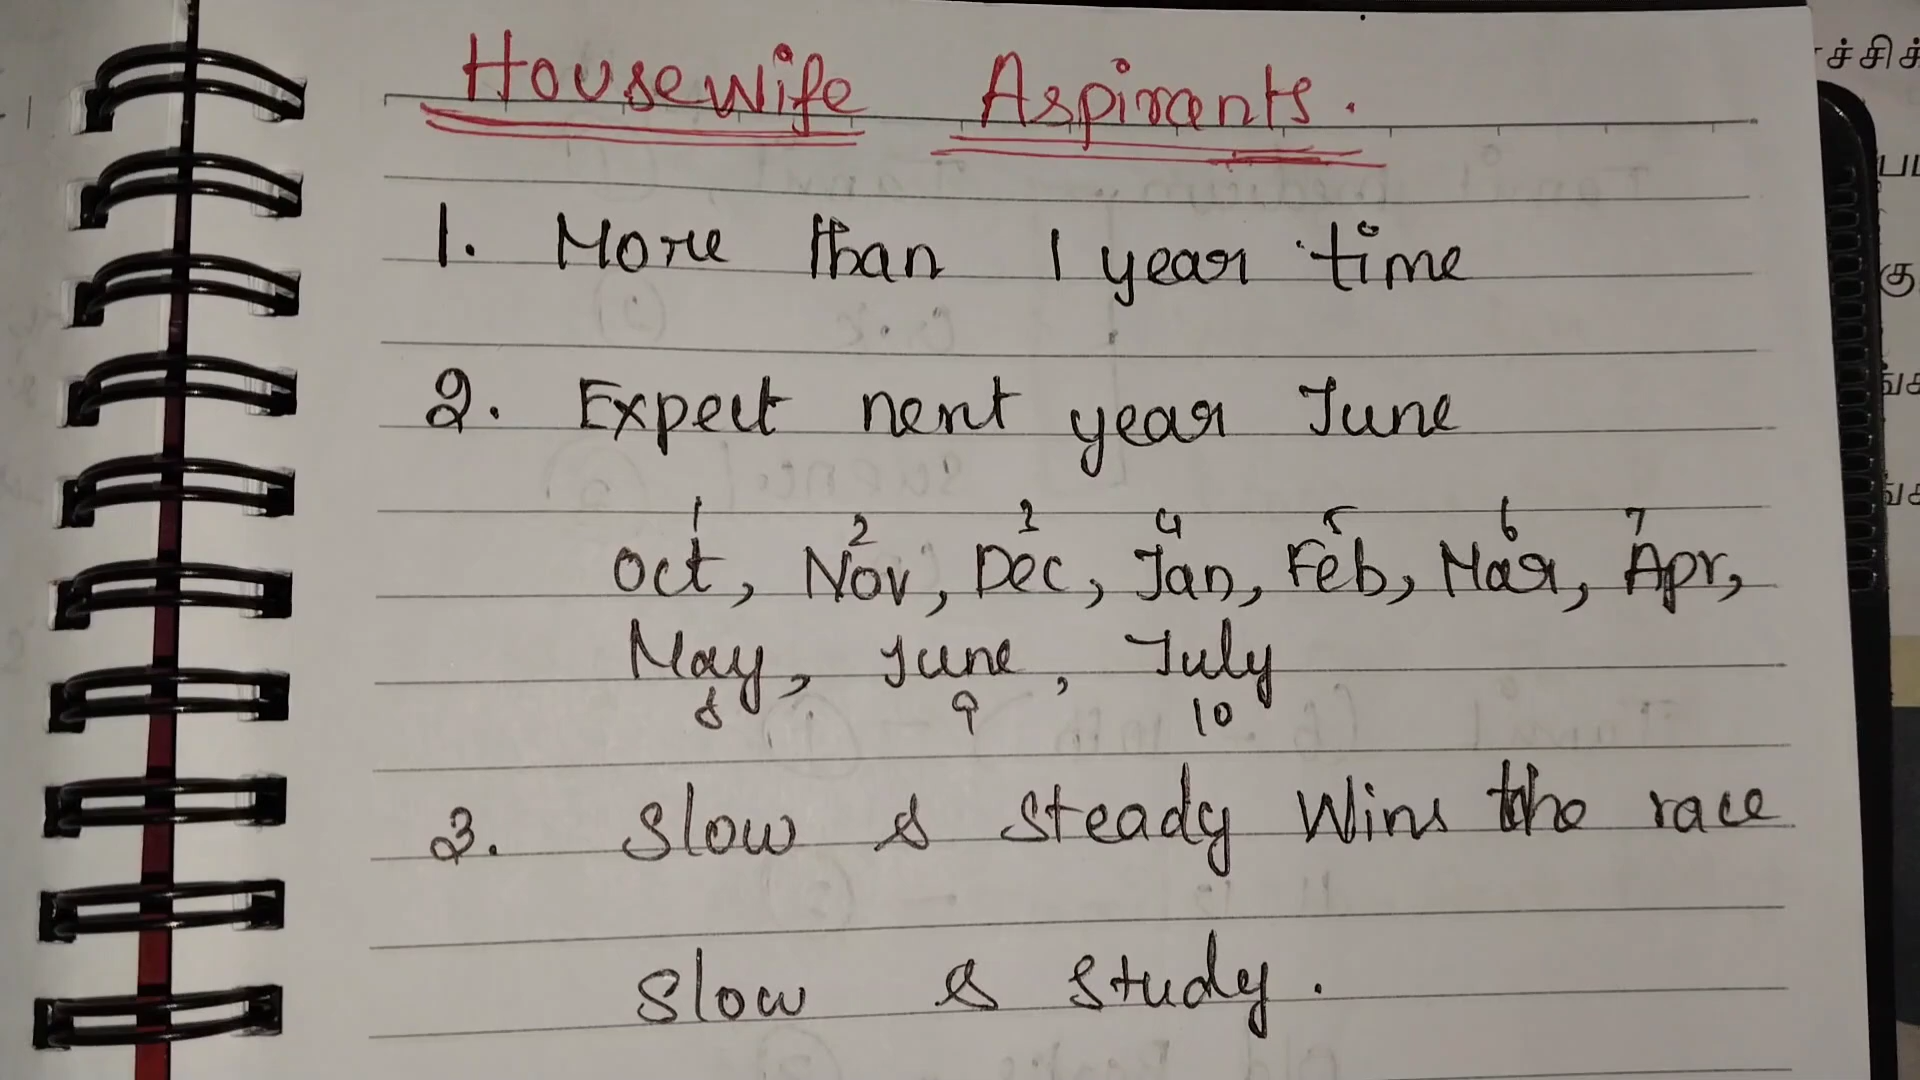 Housewife Aspirants.
1. More than 1 year time
2. Expect next year June
1 2 3 4 5 6 7
Oct, Nov, Dec, Jan, Feb, Mar, Apr,
May, June, July
8 9 10
3. Slow & steady Wins the race
Slow & study.